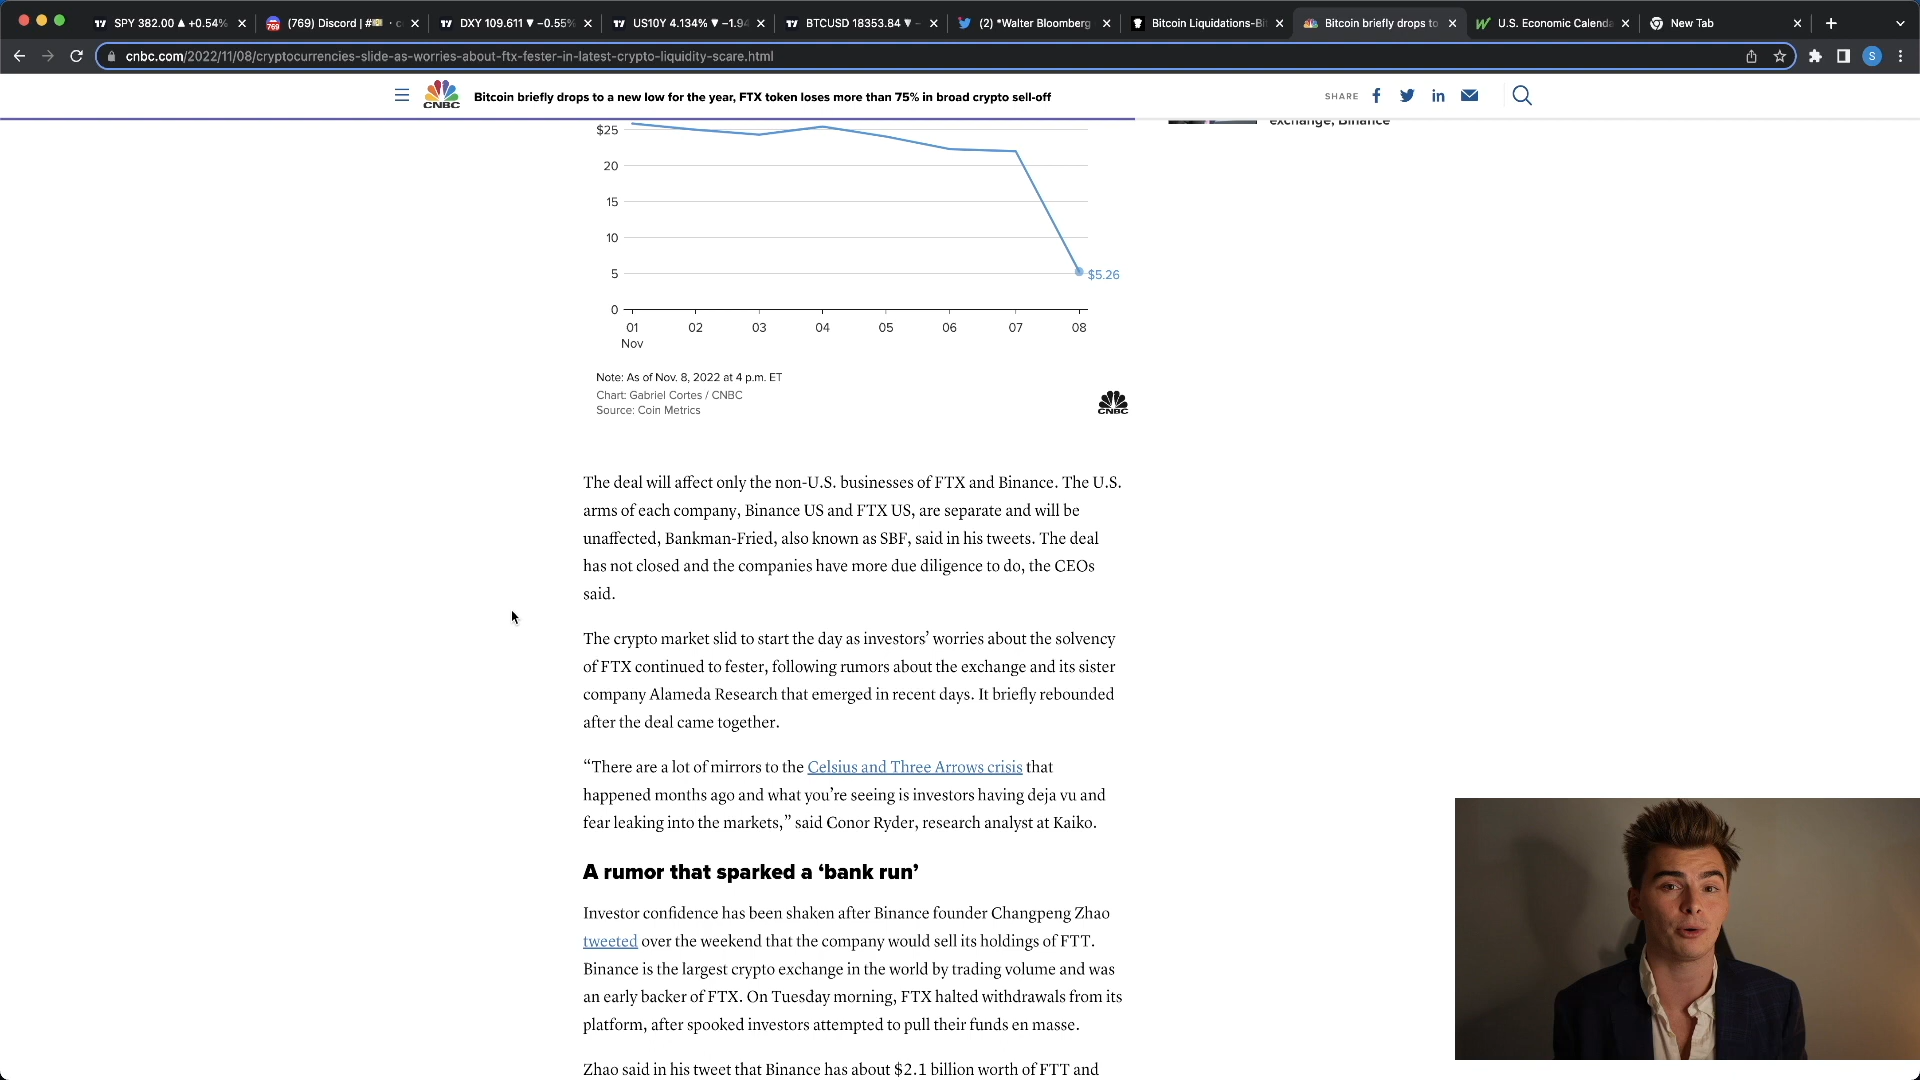 SPY 382.00 ▲ +0.54%
(769) Discord | #
DXY 109.611 ▼ −0.55%
US10Y 4.134% ▼ −1.94
BTCUSD 18353.84 ▼ −
(2) *Walter Bloomberg
Bitcoin Liquidations-Bi
Bitcoin briefly drops to
U.S. Economic Calenda
New Tab
cnbc.com/2022/11/08/cryptocurrencies-slide-as-worries-about-ftx-fester-in-latest-crypto-liquidity-scare.html
S
CNBC
Bitcoin briefly drops to a new low for the year, FTX token loses more than 75% in broad crypto sell-off
SHARE
exchange, Binance
$25
20
15
10
5
0
$5.26
01 02 03 04 05 06 07 08
Nov
Note: As of Nov. 8, 2022 at 4 p.m. ET
Chart: Gabriel Cortes / CNBC
Source: Coin Metrics
CNBC
The deal will affect only the non-U.S. businesses of FTX and Binance. The U.S.
arms of each company, Binance US and FTX US, are separate and will be
unaffected, Bankman-Fried, also known as SBF, said in his tweets. The deal
has not closed and the companies have more due diligence to do, the CEOs
said.
The crypto market slid to start the day as investors’ worries about the solvency
of FTX continued to fester, following rumors about the exchange and its sister
company Alameda Research that emerged in recent days. It briefly rebounded
after the deal came together.
“There are a lot of mirrors to the Celsius and Three Arrows crisis that
happened months ago and what you’re seeing is investors having deja vu and
fear leaking into the markets,” said Conor Ryder, research analyst at Kaiko.
A rumor that sparked a ‘bank run’
Investor confidence has been shaken after Binance founder Changpeng Zhao
tweeted over the weekend that the company would sell its holdings of FTT.
Binance is the largest crypto exchange in the world by trading volume and was
an early backer of FTX. On Tuesday morning, FTX halted withdrawals from its
platform, after spooked investors attempted to pull their funds en masse.
Zhao said in his tweet that Binance has about $2.1 billion worth of FTT and